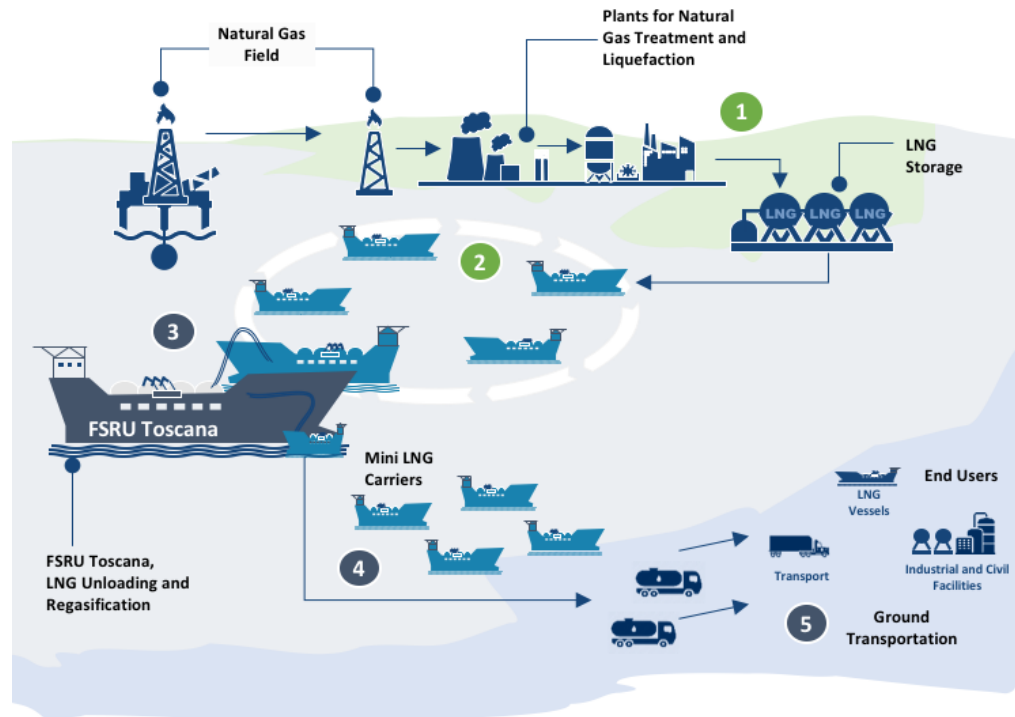 Natural Gas
Field
Plants for Natural
Gas Treatment and
Liquefaction
1
LNG
Storage
LNG LNG LNG
2
3
FSRU Toscana
Mini LNG
Carriers
LNG
Vessels
End Users
FSRU Toscana,
LNG Unloading and
Regasification
4
Transport
Industrial and Civil
Facilities
5
Ground
Transportation